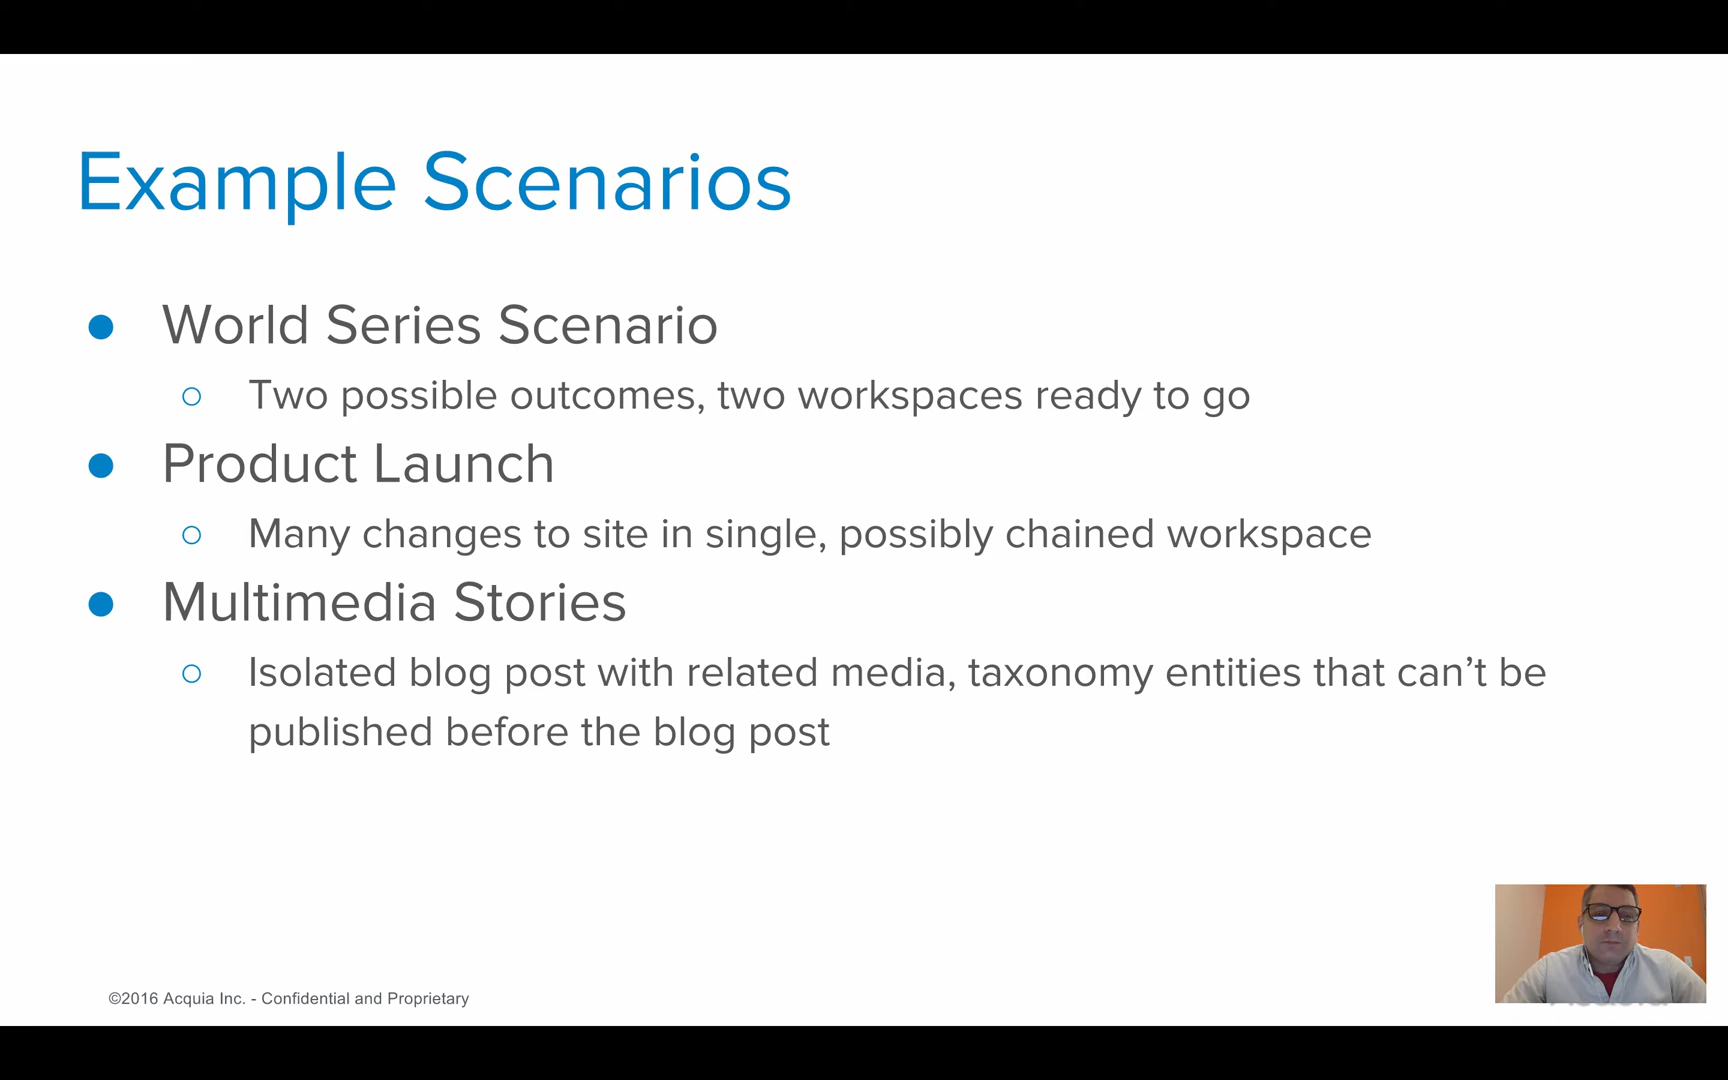 Example Scenarios
● World Series Scenario
○ Two possible outcomes, two workspaces ready to go
● Product Launch
○ Many changes to site in single, possibly chained workspace
● Multimedia Stories
○ Isolated blog post with related media, taxonomy entities that can’t be
published before the blog post
©2016 Acquia Inc. - Confidential and Proprietary